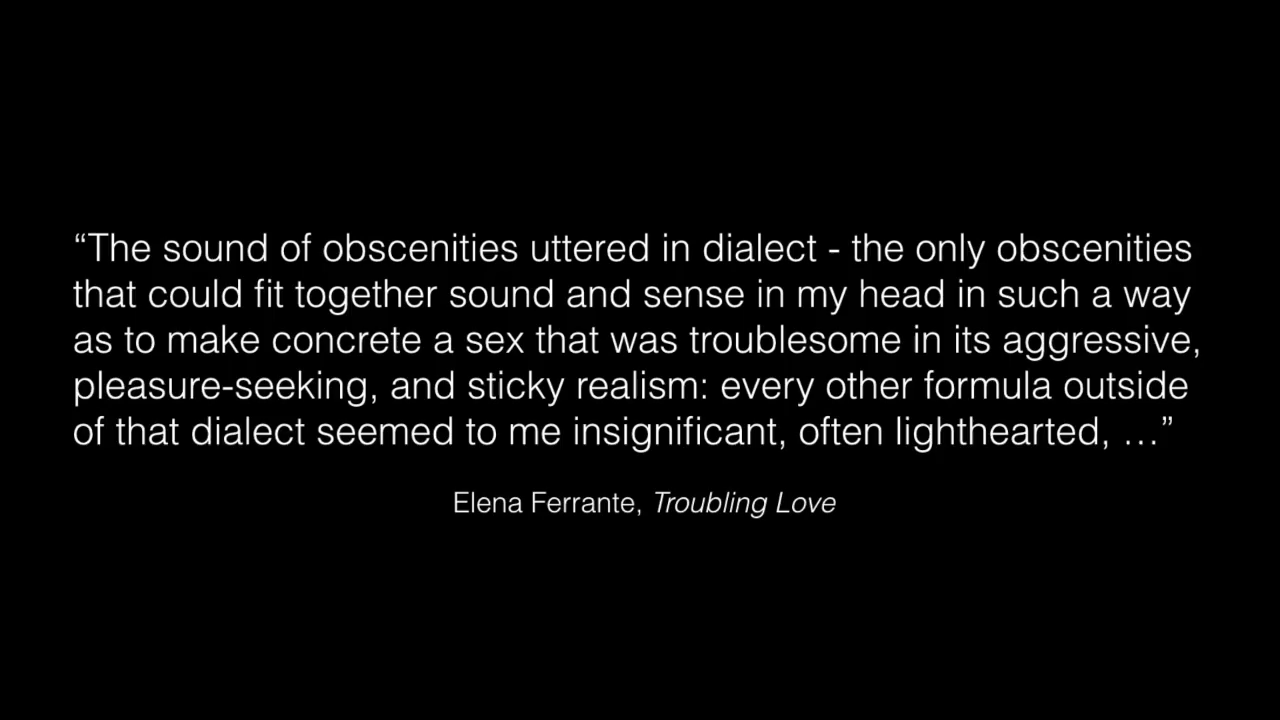 “The sound of obscenities uttered in dialect - the only obscenities
that could fit together sound and sense in my head in such a way
as to make concrete a sex that was troublesome in its aggressive,
pleasure-seeking, and sticky realism: every other formula outside
of that dialect seemed to me insignificant, often lighthearted, …”
Elena Ferrante, Troubling Love